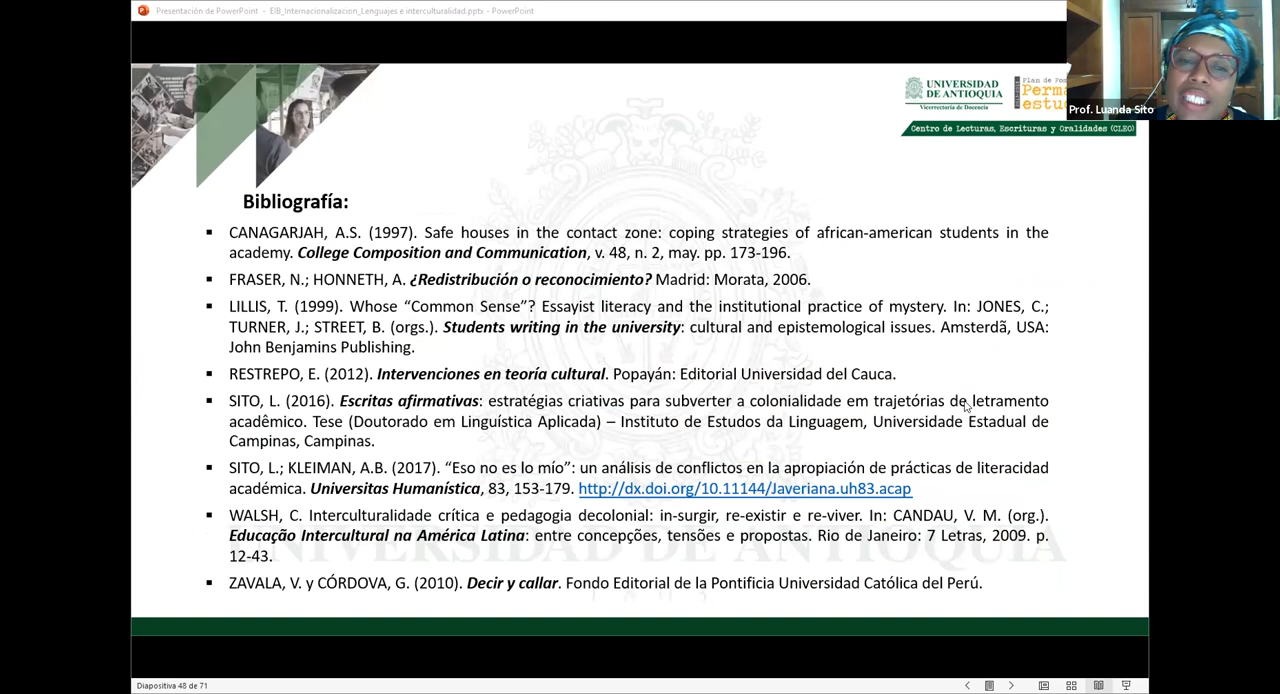 Presentación de PowerPoint - EIB_Internacionalizacion_Lenguajes e interculturalidad.pptx - PowerPoint
UNIVERSIDAD
DE ANTIOQUIA
Vicerrectoría de Docencia
Plan de
Perma
estu
Prof. Luanda Sito
Centro de Lecturas, Escrituras y Oralidades (CLEO)
Bibliografía:
▪ CANAGARJAH, A.S. (1997). Safe houses in the contact zone: coping strategies of african-american students in the
academy. College Composition and Communication, v. 48, n. 2, may. pp. 173-196.
▪ FRASER, N.; HONNETH, A. ¿Redistribución o reconocimiento? Madrid: Morata, 2006.
▪ LILLIS, T. (1999). Whose “Common Sense”? Essayist literacy and the institutional practice of mystery. In: JONES, C.;
TURNER, J.; STREET, B. (orgs.). Students writing in the university: cultural and epistemological issues. Amsterdã, USA:
John Benjamins Publishing.
▪ RESTREPO, E. (2012). Intervenciones en teoría cultural. Popayán: Editorial Universidad del Cauca.
▪ SITO, L. (2016). Escritas afirmativas: estratégias criativas para subverter a colonialidade em trajetórias de letramento
acadêmico. Tese (Doutorado em Linguística Aplicada) – Instituto de Estudos da Linguagem, Universidade Estadual de
Campinas, Campinas.
▪ SITO, L.; KLEIMAN, A.B. (2017). “Eso no es lo mío”: un análisis de conflictos en la apropiación de prácticas de literacidad
académica. Universitas Humanística, 83, 153-179. http://dx.doi.org/10.11144/Javeriana.uh83.acap
▪ WALSH, C. Interculturalidade crítica e pedagogia decolonial: in-surgir, re-existir e re-viver. In: CANDAU, V. M. (org.).
Educação Intercultural na América Latina: entre concepções, tensões e propostas. Rio de Janeiro: 7 Letras, 2009. p.
12-43.
▪ ZAVALA, V. y CÓRDOVA, G. (2010). Decir y callar. Fondo Editorial de la Pontificia Universidad Católica del Perú.
UNIVERSIDAD DE ANTIOQUIA
Diapositiva 48 de 71